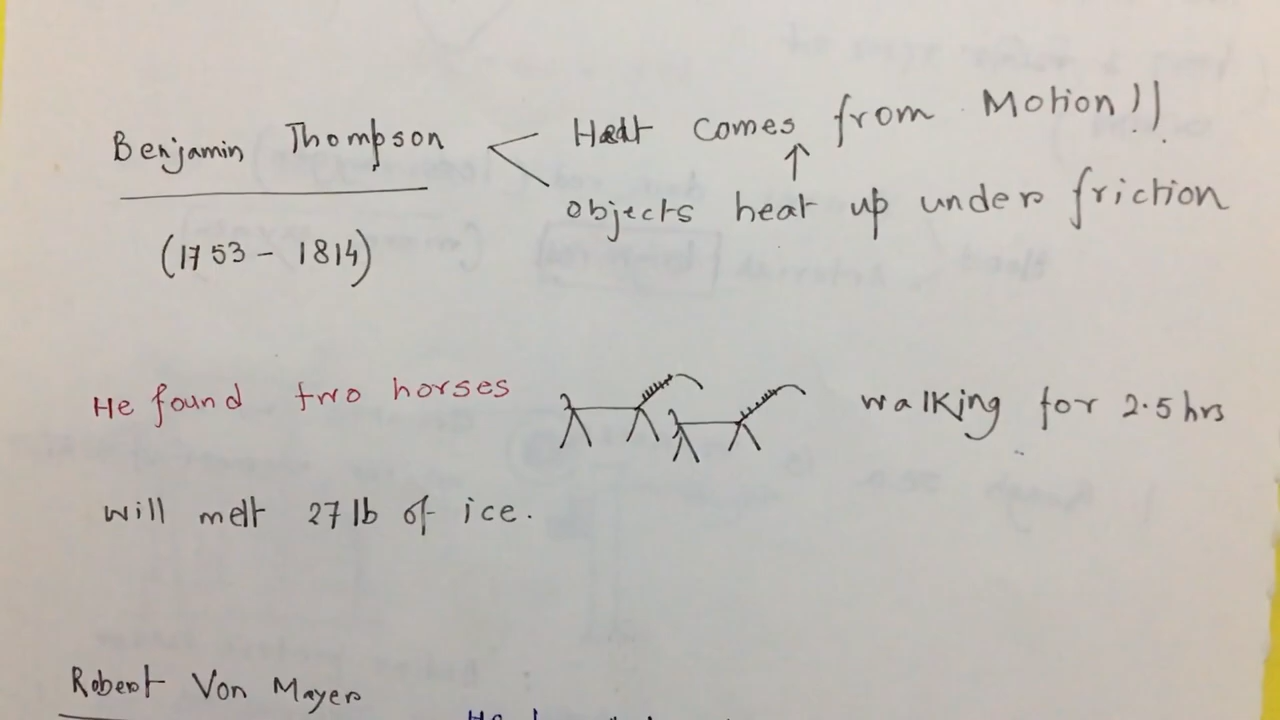 Benjamin Thompson < Heat comes from Motion!!
↑
objects heat up under friction
(1753 - 1814)
He found two horses walking for 2.5 hrs
will melt 27 lb of ice.
Robert Von Mayer